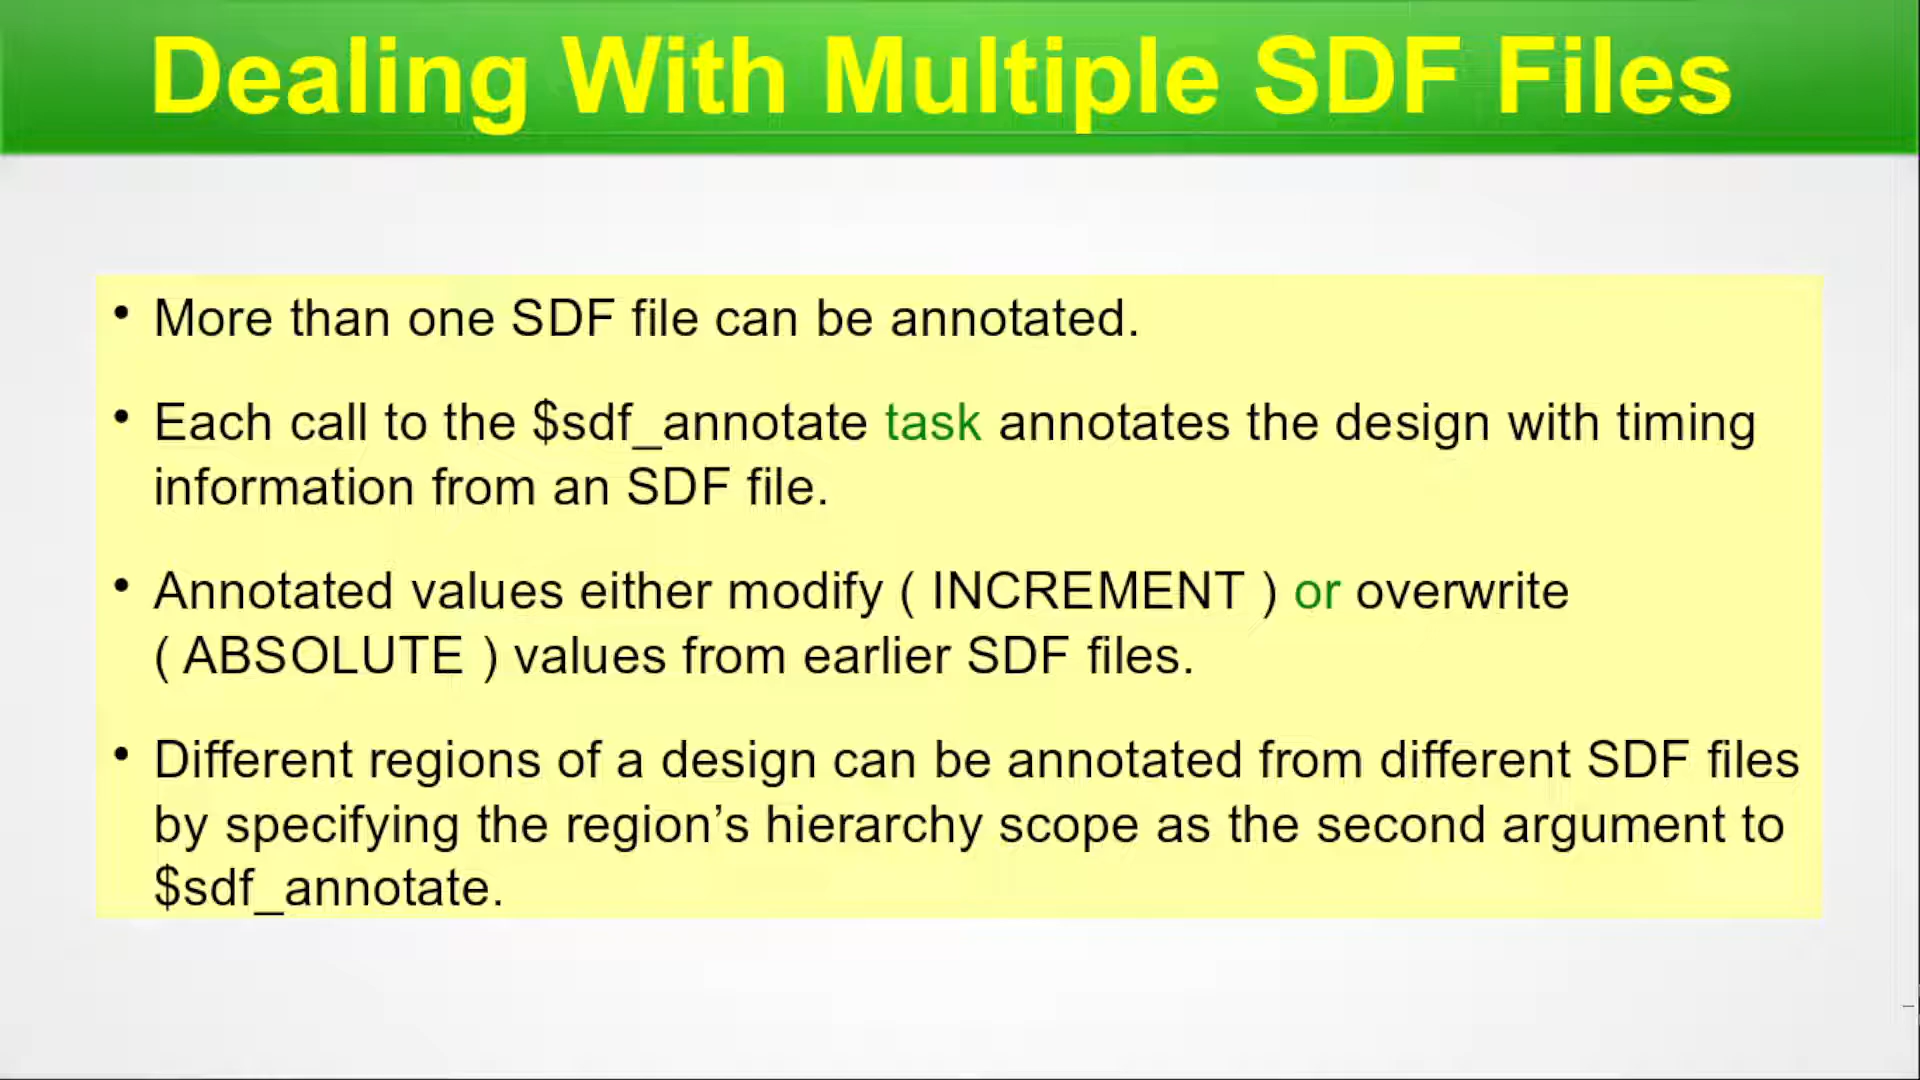 Dealing With Multiple SDF Files
• More than one SDF file can be annotated.
• Each call to the $sdf_annotate task annotates the design with timing
information from an SDF file.
• Annotated values either modify ( INCREMENT ) or overwrite
( ABSOLUTE ) values from earlier SDF files.
• Different regions of a design can be annotated from different SDF files
by specifying the region’s hierarchy scope as the second argument to
$sdf_annotate.